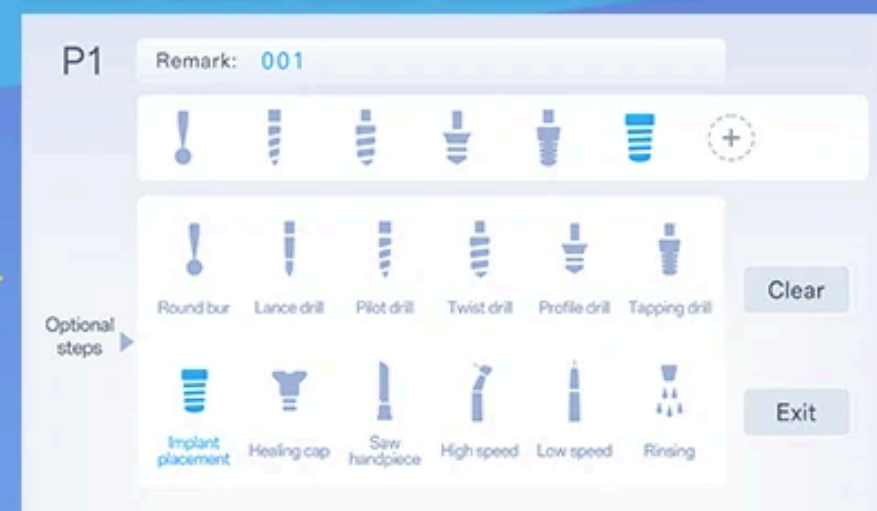 P1
Remark: 001
Round bur
Lance drill
Pilot drill
Twist drill
Profile drill
Tapping drill
Optional
steps
Implant
placement
Healing cap
Saw
handpiece
High speed
Low speed
Rinsing
Clear
Exit